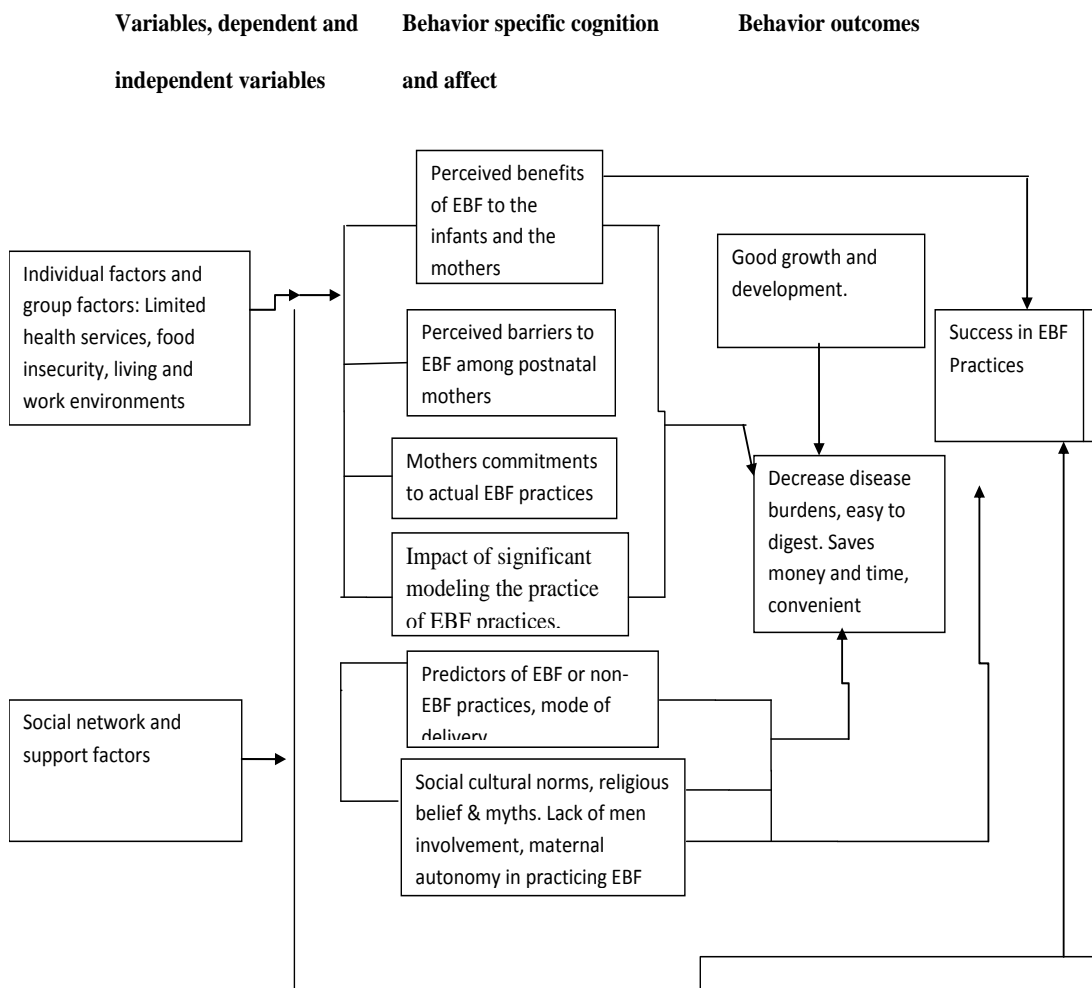 Variables, dependent and
independent variables
Behavior specific cognition
and affect
Behavior outcomes
Perceived benefits
of EBF to the
infants and the
mothers
Individual factors and
group factors: Limited
health services, food
insecurity, living and
work environments
Good growth and
development.
Perceived barriers to
EBF among postnatal
mothers
Success in EBF
Practices
Mothers commitments
to actual EBF practices
Decrease disease
burdens, easy to
digest. Saves
money and time,
convenient
Impact of significant
modeling the practice
of EBF practices.
Predictors of EBF or non-
EBF practices, mode of
delivery
Social network and
support factors
Social cultural norms, religious
belief & myths. Lack of men
involvement, maternal
autonomy in practicing EBF